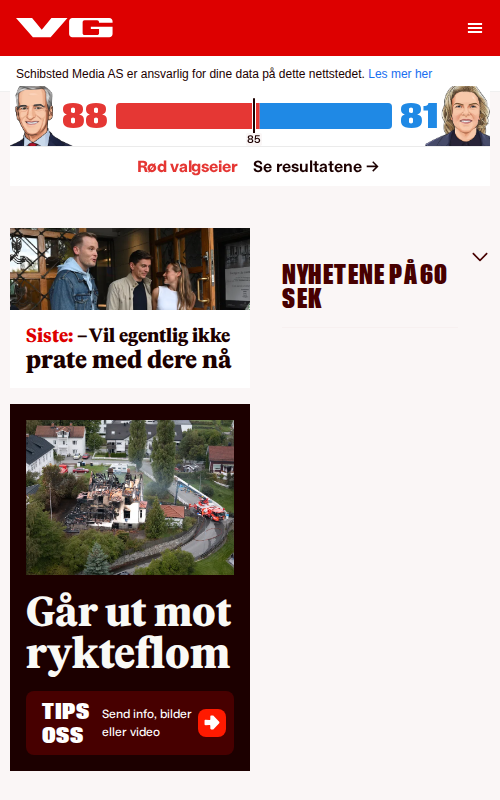 VG
Schibsted Media AS er ansvarlig for dine data på dette nettstedet. Les mer her
88
81
85
Rød valgseier Se resultatene →
Siste: – Vil egentlig ikke
prate med dere nå
NYHETENE PÅ 60
SEK
Går ut mot
rykteflom
TIPS
OSS
Send info, bilder
eller video